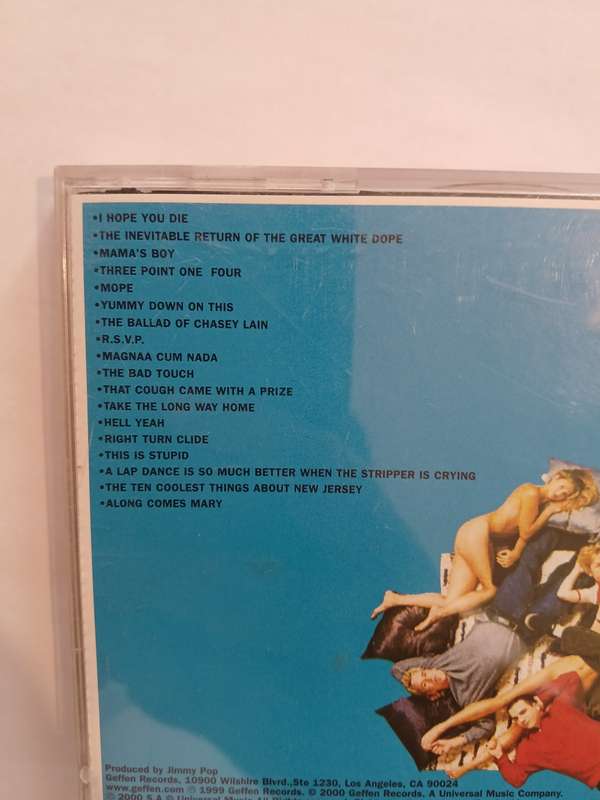 •I HOPE YOU DIE
•THE INEVITABLE RETURN OF THE GREAT WHITE DOPE
•MAMA'S BOY
•THREE POINT ONE FOUR
•MOPE
•YUMMY DOWN ON THIS
•THE BALLAD OF CHASEY LAIN
•R.S.V.P.
•MAGNAA CUM NADA
•THE BAD TOUCH
•THAT COUGH CAME WITH A PRIZE
•TAKE THE LONG WAY HOME
•HELL YEAH
•RIGHT TURN CLIDE
•THIS IS STUPID
•A LAP DANCE IS SO MUCH BETTER WHEN THE STRIPPER IS CRYING
•THE TEN COOLEST THINGS ABOUT NEW JERSEY
•ALONG COMES MARY
Produced by Jimmy Pop
Geffen Records, 10900 Wilshire Blvrd.,Ste 1230, Los Angeles, CA 90024
www.geffen.com ℗ 1999 Geffen Records. © 2000 Geffen Records. A Universal Music Company.
© 2000 S.A © Universal Music All